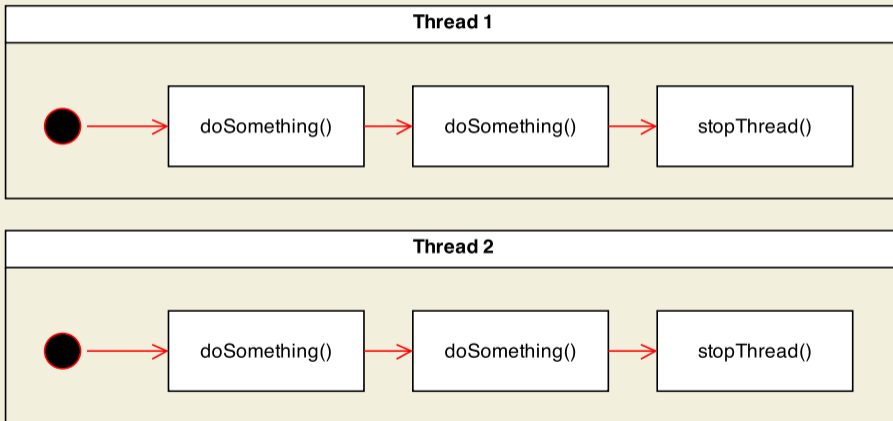 Thread 1
doSomething()
doSomething()
stopThread()
Thread 2
doSomething()
doSomething()
stopThread()